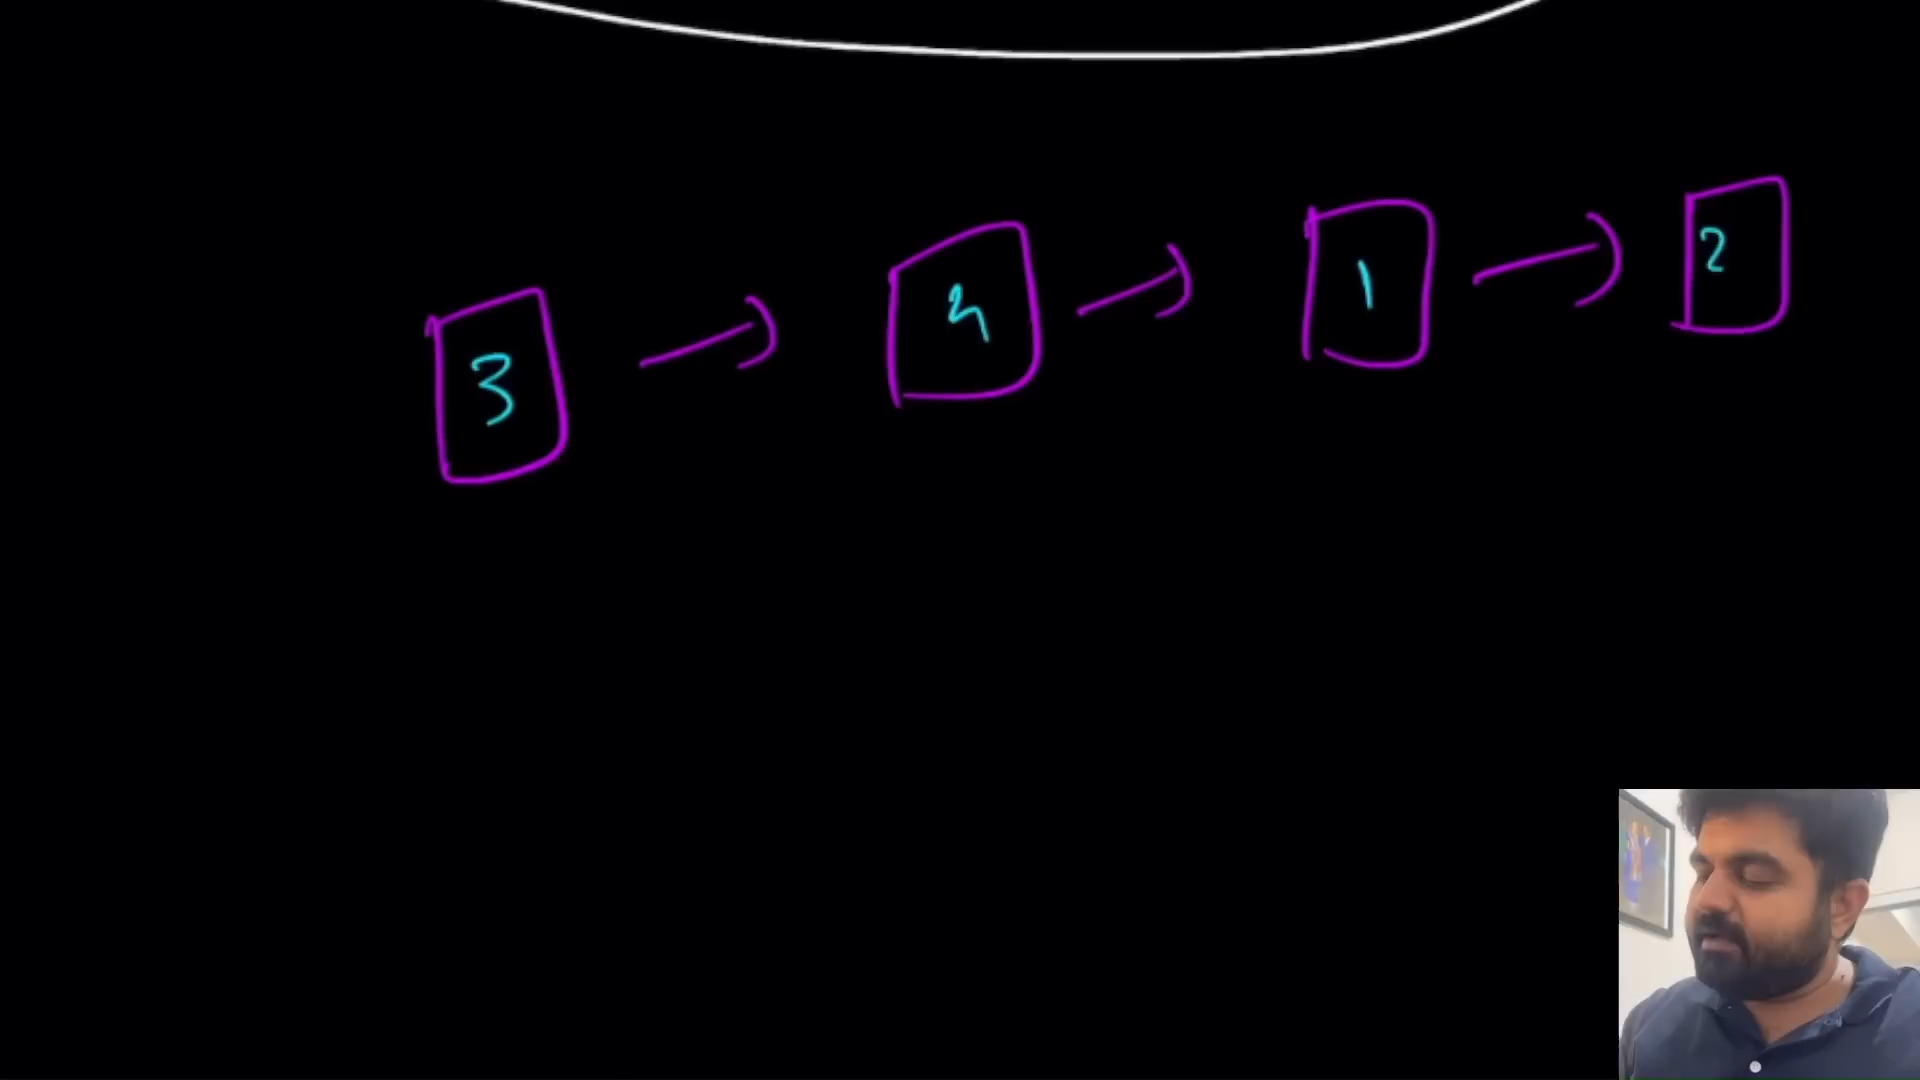 3 → 4 → 1 → 2